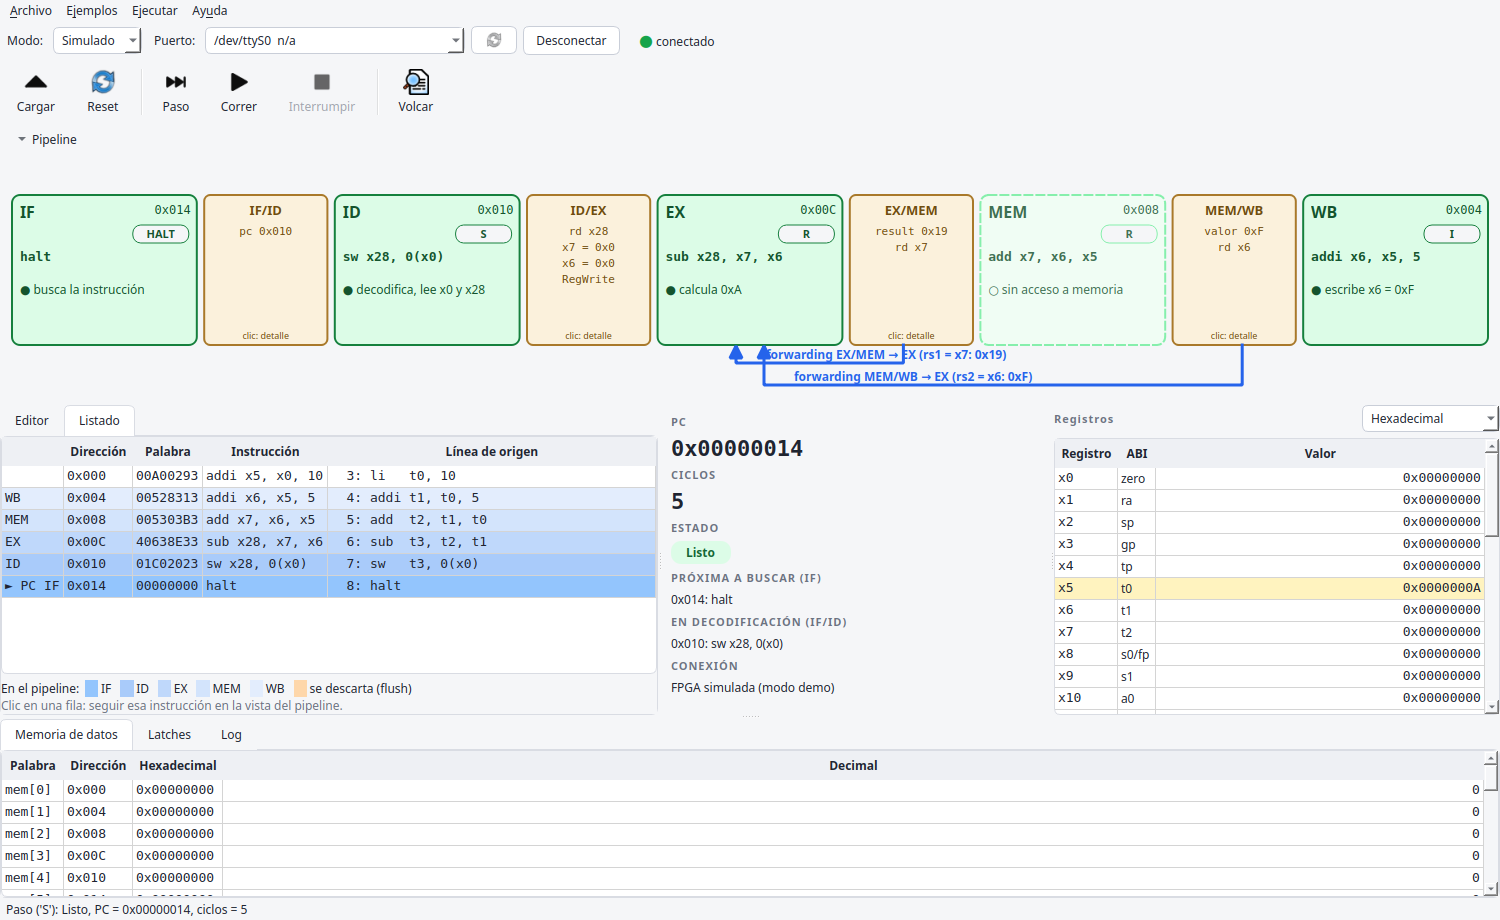 Archivo Ejemplos Ejecutar Ayuda
Modo: Simulado Puerto: /dev/ttyS0 n/a Desconectar conectado
Cargar Reset Paso Correr Interrumpir Volcar
Pipeline
IF 0x014
HALT
halt
busca la instrucción
IF/ID
pc 0x010
clic: detalle
ID 0x010
S
sw x28, 0(x0)
decodifica, lee x0 y x28
ID/EX
rd x28
x7 = 0x0
x6 = 0x0
RegWrite
EX 0x00C
R
sub x28, x7, x6
calcula 0xA
EX/MEM
result 0x19
rd x7
clic: detalle
MEM 0x008
R
add x7, x6, x5
sin acceso a memoria
MEM/WB
valor 0xF
rd x6
clic: detalle
WB 0x004
I
addi x6, x5, 5
escribe x6 = 0xF
forwarding EX/MEM → EX (rs1 = x7: 0x19)
forwarding MEM/WB → EX (rs2 = x6: 0xF)
Editor Listado
Dirección Palabra Instrucción Línea de origen
0x000 00A00293 addi x5, x0, 10 3: li t0, 10
WB 0x004 00528313 addi x6, x5, 5 4: addi t1, t0, 5
MEM 0x008 005303B3 add x7, x6, x5 5: add t2, t1, t0
EX 0x00C 40638E33 sub x28, x7, x6 6: sub t3, t2, t1
ID 0x010 01C02023 sw x28, 0(x0) 7: sw t3, 0(x0)
► PC IF 0x014 00000000 halt 8: halt
En el pipeline: IF ID EX MEM WB se descarta (flush)
Clic en una fila: seguir esa instrucción en la vista del pipeline.
PC
0x00000014
CICLOS
5
ESTADO
Listo
PRÓXIMA A BUSCAR (IF)
0x014: halt
EN DECODIFICACIÓN (IF/ID)
0x010: sw x28, 0(x0)
CONEXIÓN
FPGA simulada (modo demo)
Registros Hexadecimal
Registro ABI Valor
x0 zero 0x00000000
x1 ra 0x00000000
x2 sp 0x00000000
x3 gp 0x00000000
x4 tp 0x00000000
x5 t0 0x0000000A
x6 t1 0x00000000
x7 t2 0x00000000
x8 s0/fp 0x00000000
x9 s1 0x00000000
x10 a0 0x00000000
Memoria de datos Latches Log
Palabra Dirección Hexadecimal Decimal
mem[0] 0x000 0x00000000 0
mem[1] 0x004 0x00000000 0
mem[2] 0x008 0x00000000 0
mem[3] 0x00C 0x00000000 0
mem[4] 0x010 0x00000000 0
Paso ('S'): Listo, PC = 0x00000014, ciclos = 5